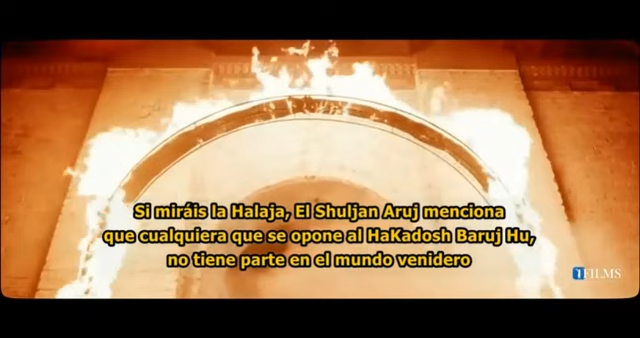 Si miráis la Halaja, El Shuljan Aruj menciona
que cualquiera que se opone al HaKadosh Baruj Hu,
no tiene parte en el mundo venidero
1FILMS